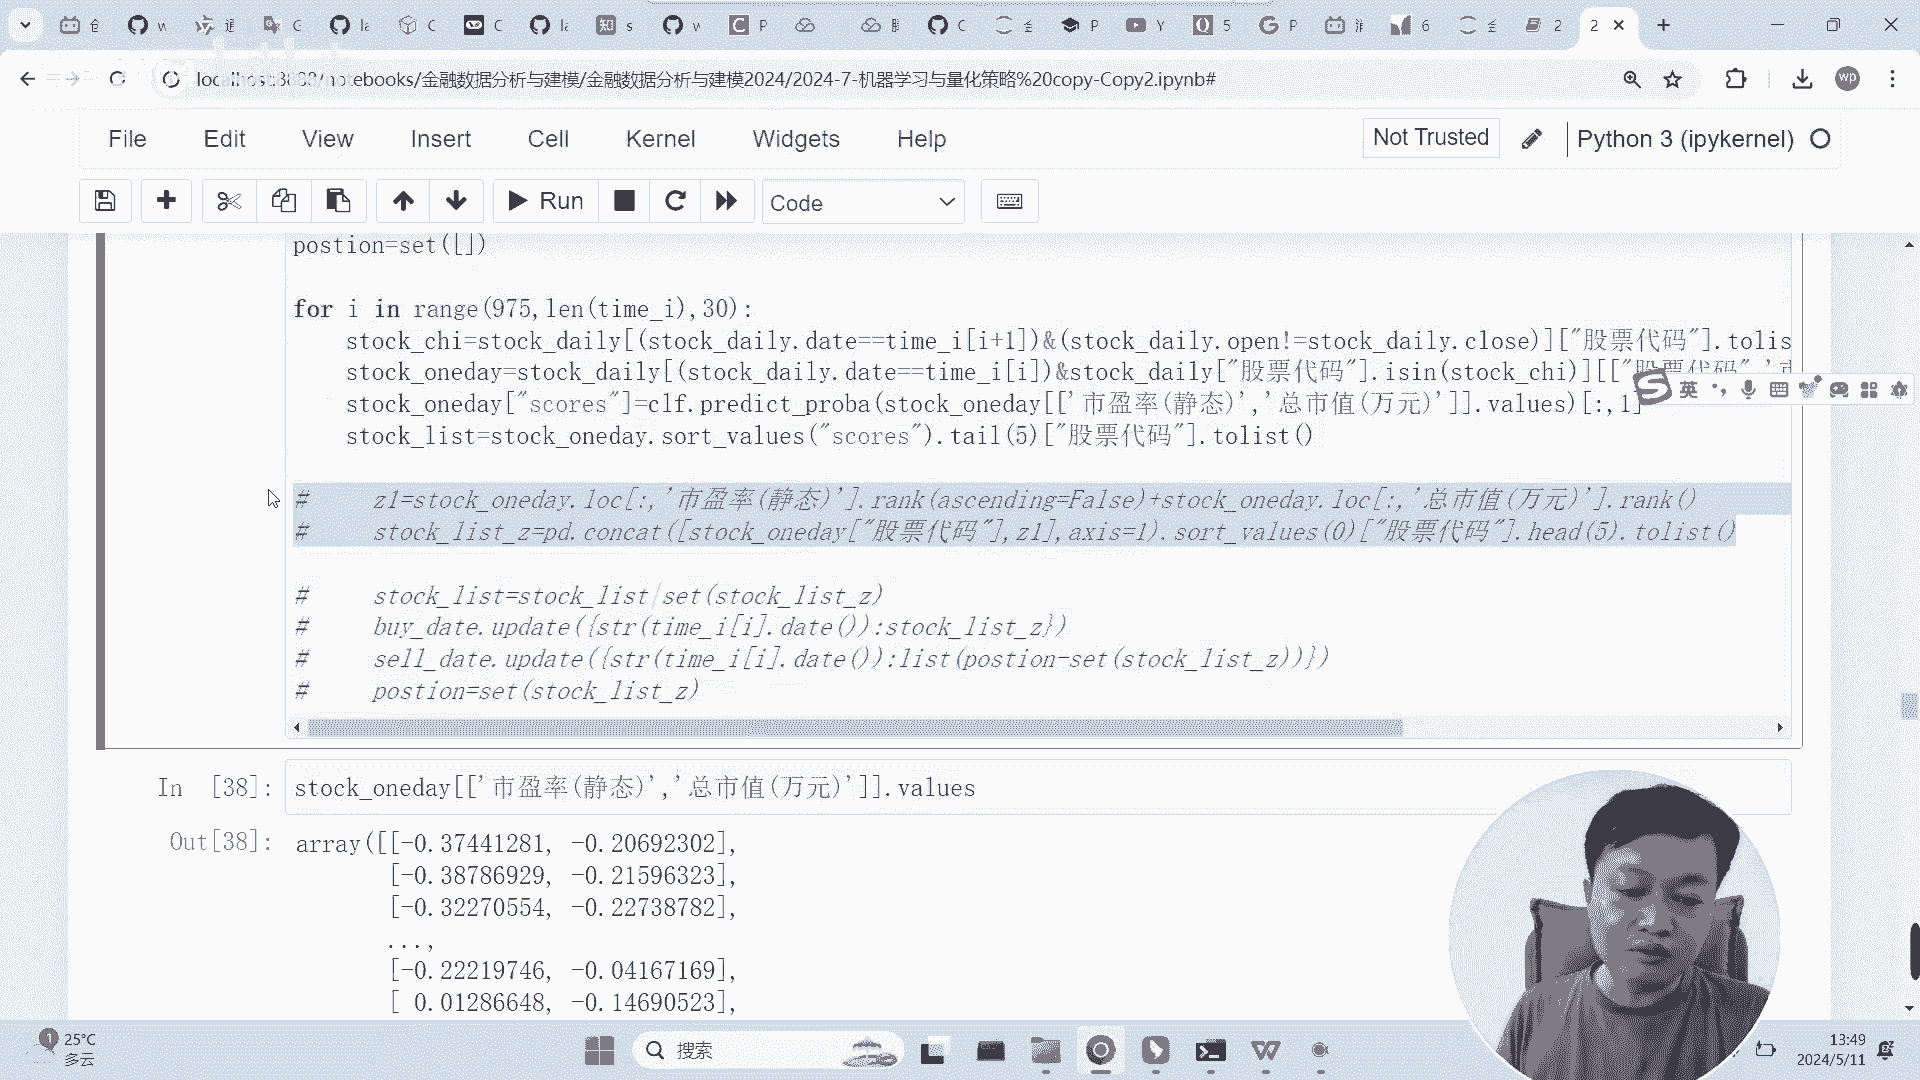 localhost:8888/notebooks/金融数据分析与建模/金融数据分析与建模2024/2024-7-机器学习与量化策略%20copy-Copy2.ipynb#
wp
File Edit View Insert Cell Kernel Widgets Help
Not Trusted
Python 3 (ipykernel)
Run
Code
postion=set([])
for i in range(975,len(time_i),30):
stock_chi=stock_daily[(stock_daily.date==time_i[i+1])&(stock_daily.open!=stock_daily.close)]["股票代码"].tolis
stock_oneday=stock_daily[(stock_daily.date==time_i[i])&stock_daily["股票代码"].isin(stock_chi)][["股票代码",'市
stock_oneday["scores"]=clf.predict_proba(stock_oneday[['市盈率(静态)','总市值(万元)']].values)[:,1]
英
stock_list=stock_oneday.sort_values("scores").tail(5)["股票代码"].tolist()
# z1=stock_oneday.loc[:,'市盈率(静态)'].rank(ascending=False)+stock_oneday.loc[:,'总市值(万元)'].rank()
# stock_list_z=pd.concat([stock_oneday["股票代码"],z1],axis=1).sort_values(0)["股票代码"].head(5).tolist()
# stock_list=stock_list|set(stock_list_z)
# buy_date.update({str(time_i[i].date()):stock_list_z})
# sell_date.update({str(time_i[i].date()):list(postion-set(stock_list_z))})
# postion=set(stock_list_z)
In [38]: stock_oneday[['市盈率(静态)','总市值(万元)']].values
Out[38]: array([[-0.37441281, -0.20692302],
[-0.38786929, -0.21596323],
[-0.32270554, -0.22738782],
...,
[-0.22219746, -0.04167169],
[ 0.01286648, -0.14690523],
1
25°C
多云
搜索
13:49
2024/5/11